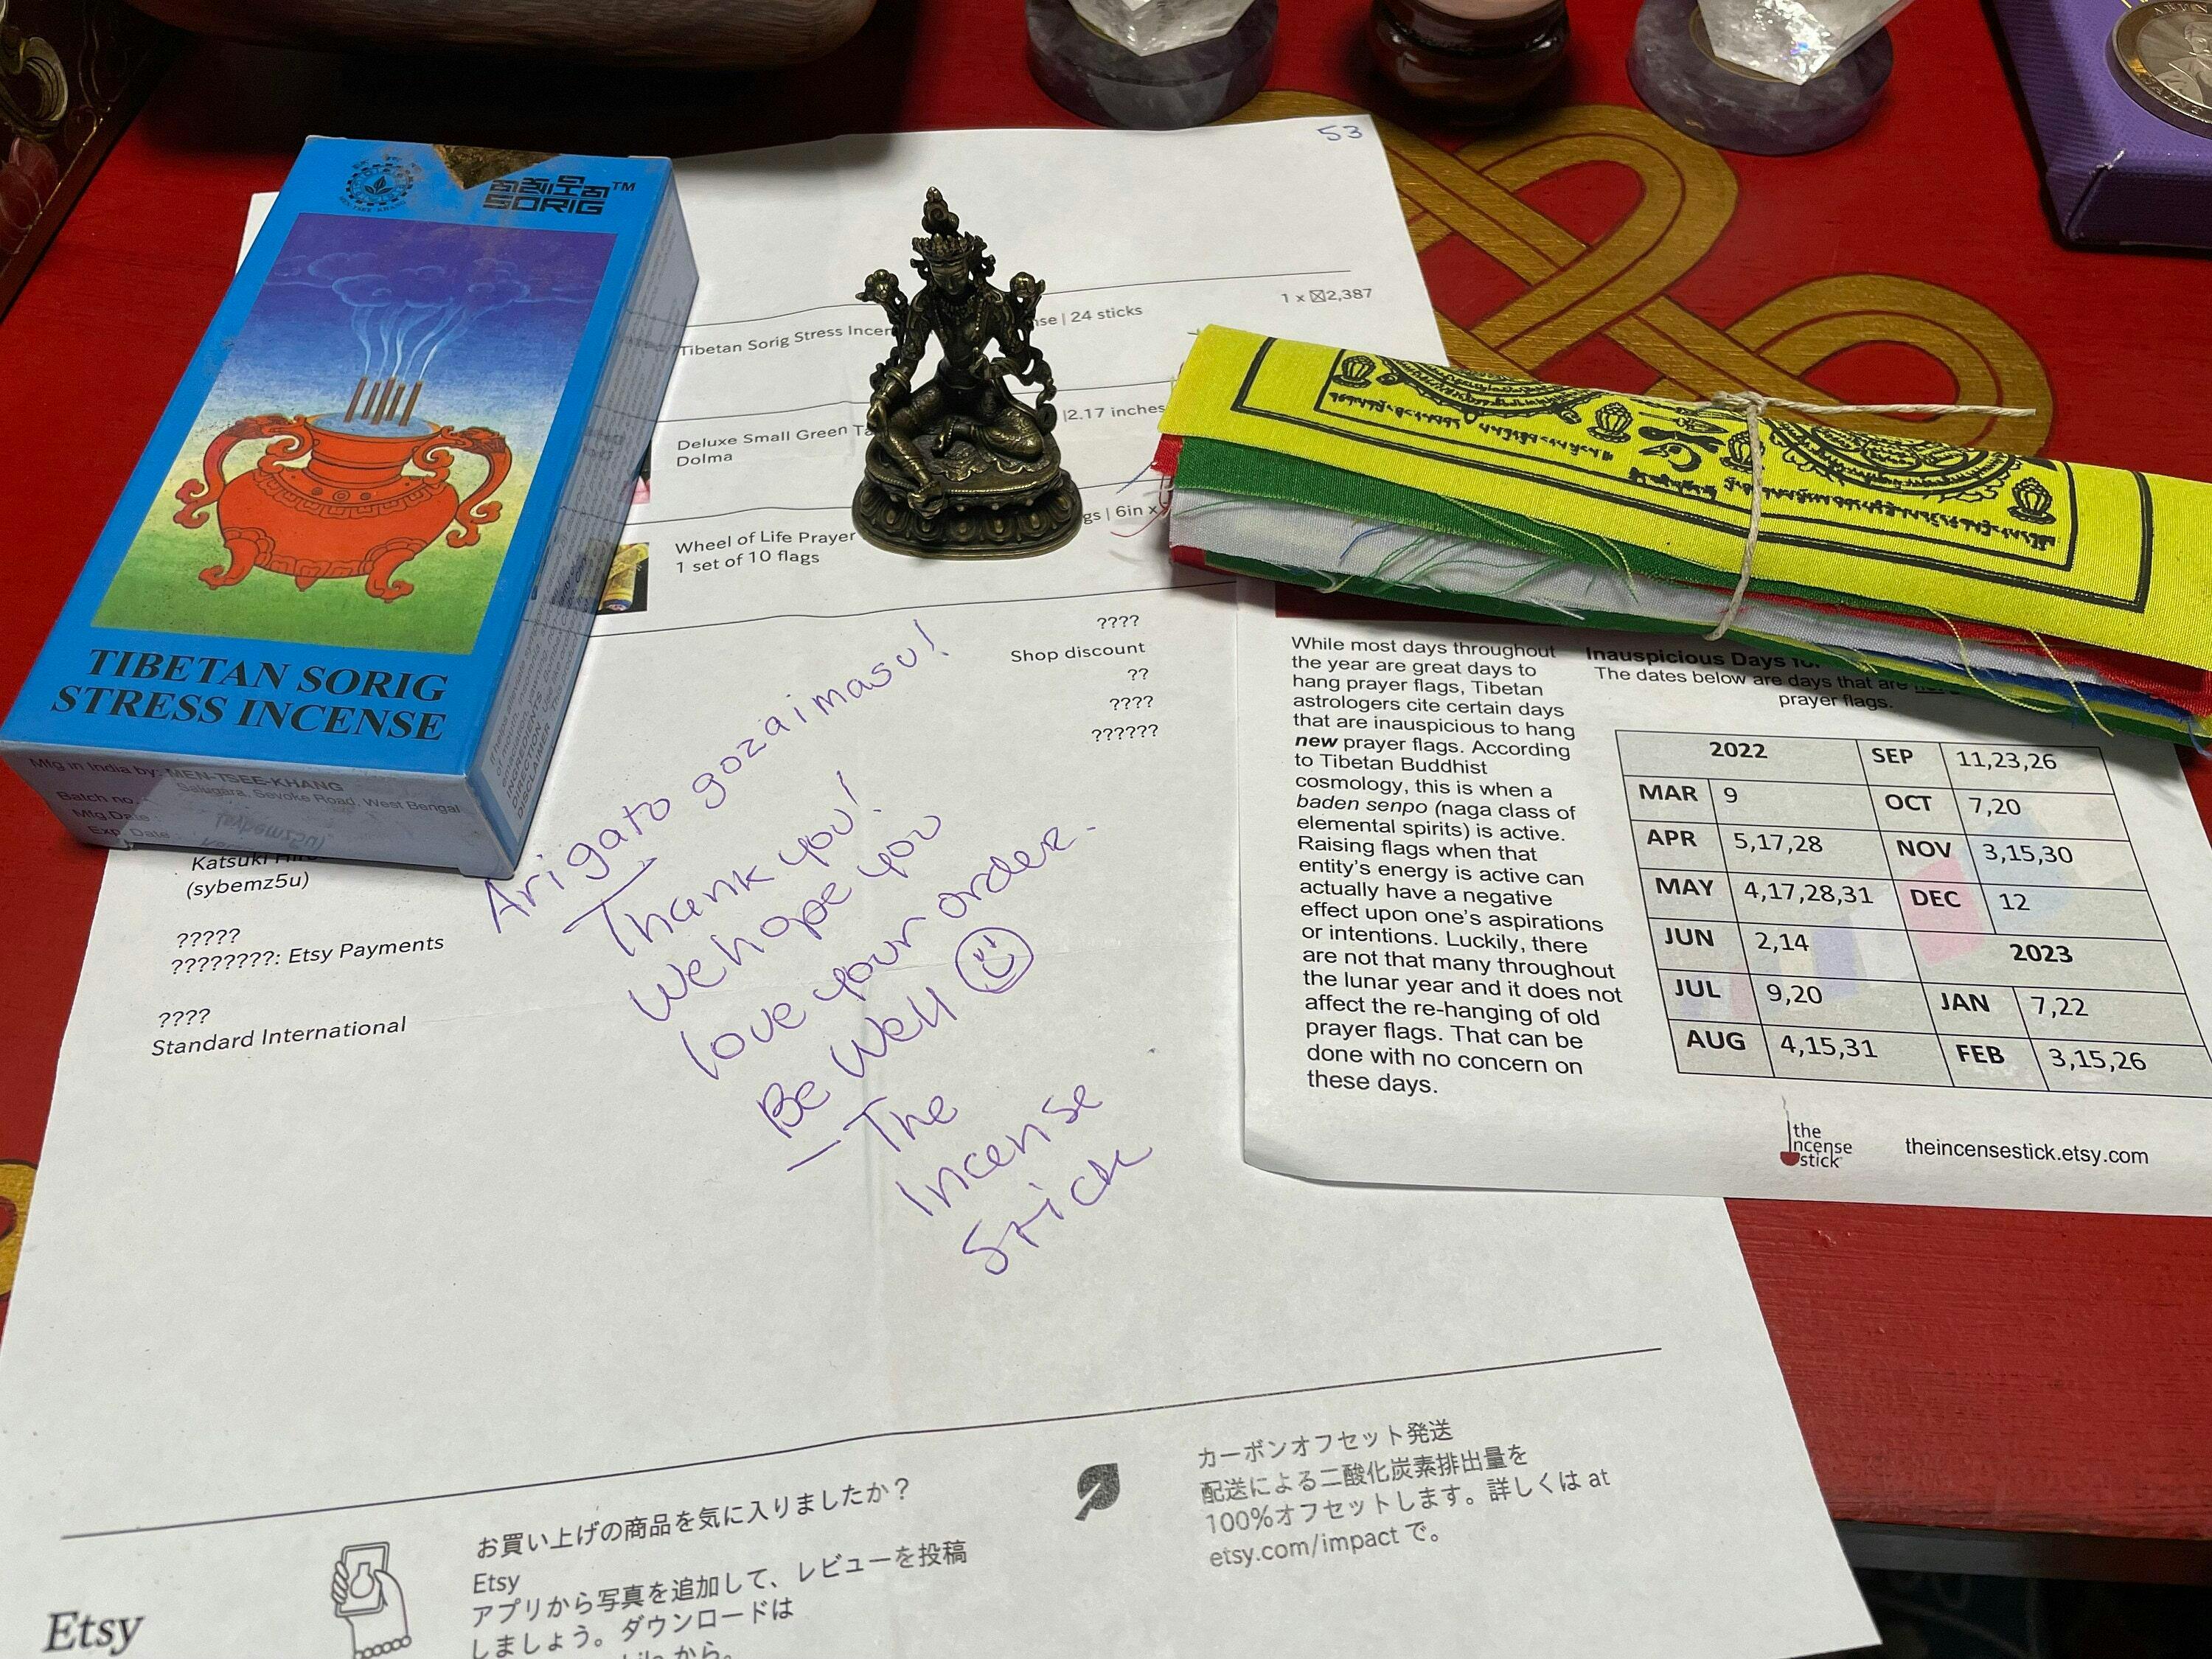 SORIG™
TIBETAN SORIG
STRESS INCENSE
Mfg in India by: MEN-TSEE-KHANG
Salugara, Sevoke Road, West Bengal
Batch no.
Mfg.Date
Exp. Date
53
Tibetan Sorig Stress Incen
nse | 24 sticks
1 x 2,387
Deluxe Small Green Ta
|2.17 inches
Dolma
Wheel of Life Prayer
gs | 6in x
1 set of 10 flags
????
Shop discount
??
????
??????
Katsuki
(sybemz5u)
?????
????????: Etsy Payments
????
Standard International
Arigato gozaimasu!
Thank you!
We hope you
love your order.
Be Well
—The
Incense
Stick
While most days throughout
the year are great days to
hang prayer flags, Tibetan
astrologers cite certain days
that are inauspicious to hang
new prayer flags. According
to Tibetan Buddhist
cosmology, this is when a
baden senpo (naga class of
elemental spirits) is active.
Raising flags when that
entity's energy is active can
actually have a negative
effect upon one's aspirations
or intentions. Luckily, there
are not that many throughout
the lunar year and it does not
affect the re-hanging of old
prayer flags. That can be
done with no concern on
these days.
Inauspicious Days for
The dates below are days that are
prayer flags.
2022
MAR 9
APR 5,17,28
MAY 4,17,28,31
JUN 2,14
JUL 9,20
AUG 4,15,31
SEP 11,23,26
OCT 7,20
NOV 3,15,30
DEC 12
2023
JAN 7,22
FEB 3,15,26
the
incense
stick
theincensestick.etsy.com
Etsy
お買い上げの商品を気に入りましたか？
Etsy
アプリから写真を追加して、レビューを投稿
しましょう。ダウンロードは
から。
カーボンオフセット発送
配送による二酸化炭素排出量を
100%オフセットします。詳しくは at
etsy.com/impact で。